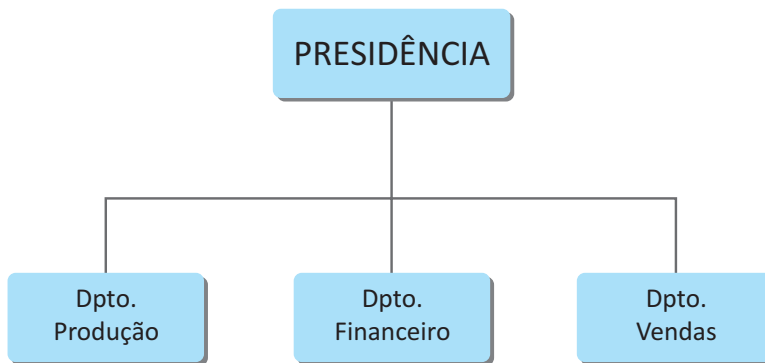 PRESIDÊNCIA
Dpto.
Produção
Dpto.
Financeiro
Dpto.
Vendas